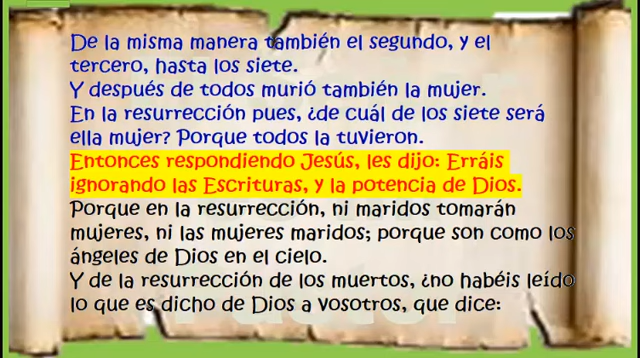 De la misma manera también el segundo, y el
tercero, hasta los siete.
Y después de todos murió también la mujer.
En la resurrección pues, ¿de cuál de los siete será
ella mujer? Porque todos la tuvieron.
Entonces respondiendo Jesús, les dijo: Erráis
ignorando las Escrituras, y la potencia de Dios.
Porque en la resurrección, ni maridos tomarán
mujeres, ni las mujeres maridos; porque son como los
ángeles de Dios en el cielo.
Y de la resurrección de los muertos, ¿no habéis leído
lo que es dicho de Dios a vosotros, que dice: